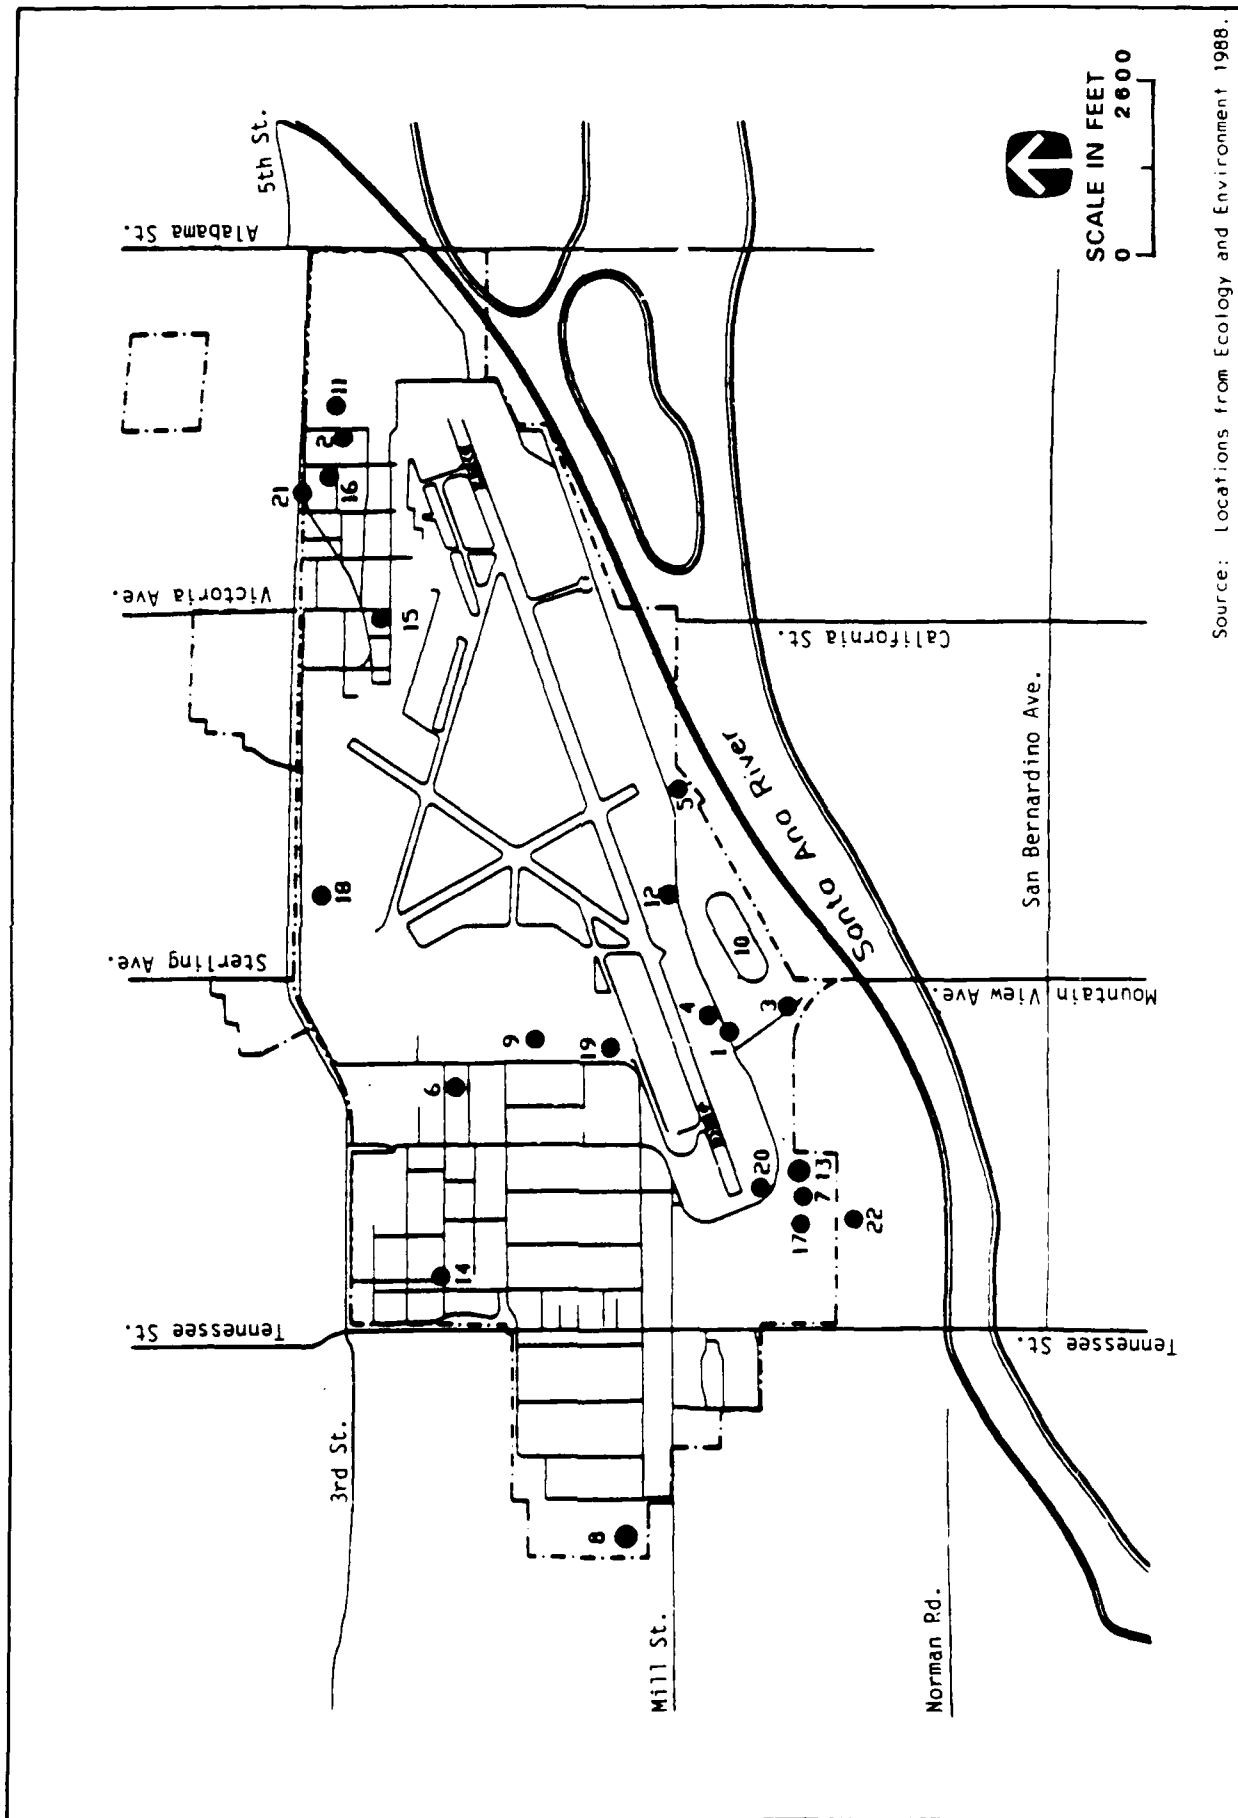 5th St.
Alabama St.
11
2
16
21
Victoria Ave.
15
California St.
Santa Ana River
San Bernardino Ave.
5
12
10
18
Sterling Ave.
Mountain View Ave.
3
4
1
9
19
6
20
13
7
17
22
14
Tennessee St.
Tennessee St.
3rd St.
8
Mill St.
Norman Rd.
SCALE IN FEET
0 2600
Source: Locations from Ecology and Environment 1988.